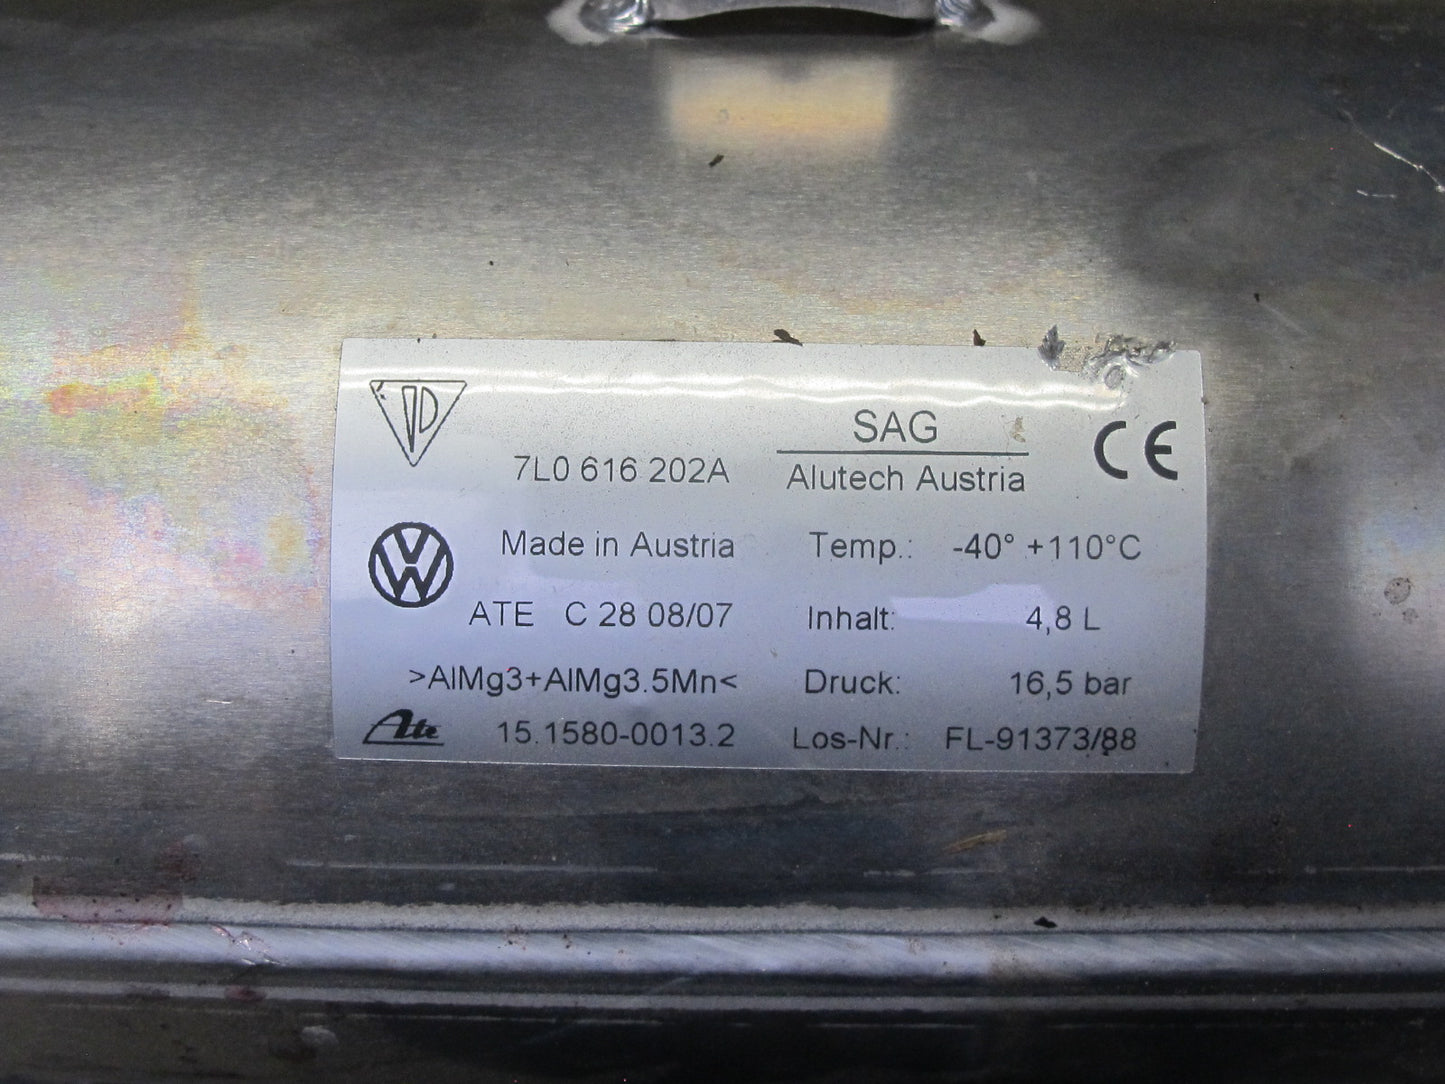 SAG
CE
7L0 616 202A
Alutech Austria
Made in Austria
Temp.: -40° +110°C
ATE C 28 08/07
Inhalt: 4,8 L
>AlMg3+AlMg3.5Mn<
Druck: 16,5 bar
Ate 15.1580-0013.2
Los-Nr.: FL-91373/88